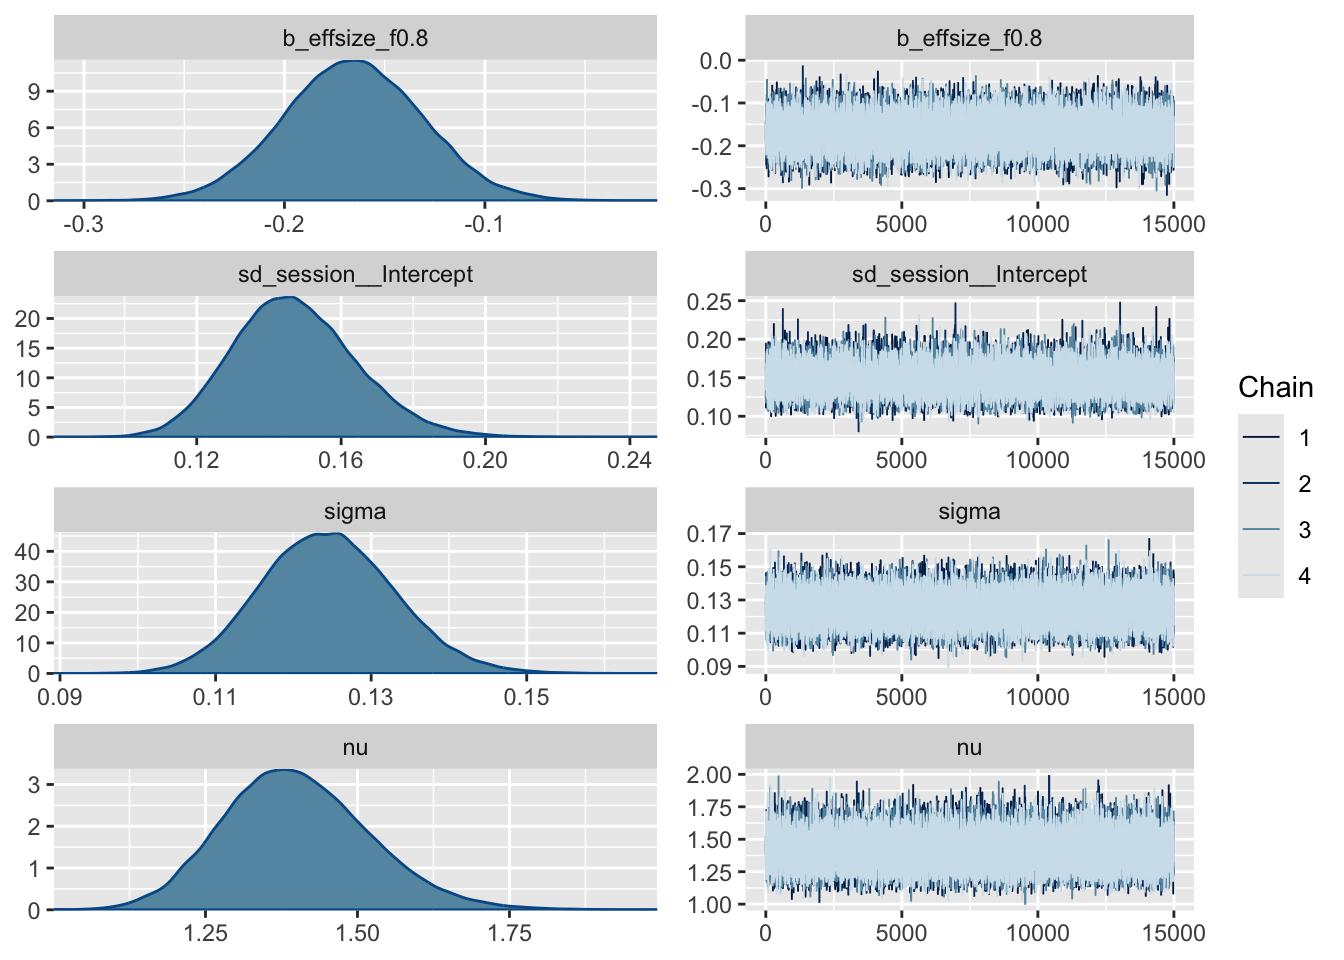 b_effsize_f0.8
9
6
3
0
-0.3 -0.2 -0.1
b_effsize_f0.8
0.0
-0.1
-0.2
-0.3
0 5000 10000 15000
sd_session__Intercept
20
15
10
5
0
0.12 0.16 0.20 0.24
sd_session__Intercept
0.25
0.20
0.15
0.10
0 5000 10000 15000
sigma
40
30
20
10
0
0.09 0.11 0.13 0.15
sigma
0.17
0.15
0.13
0.11
0.09
0 5000 10000 15000
nu
3
2
1
0
1.25 1.50 1.75
nu
2.00
1.75
1.50
1.25
1.00
0 5000 10000 15000
Chain
1
2
3
4